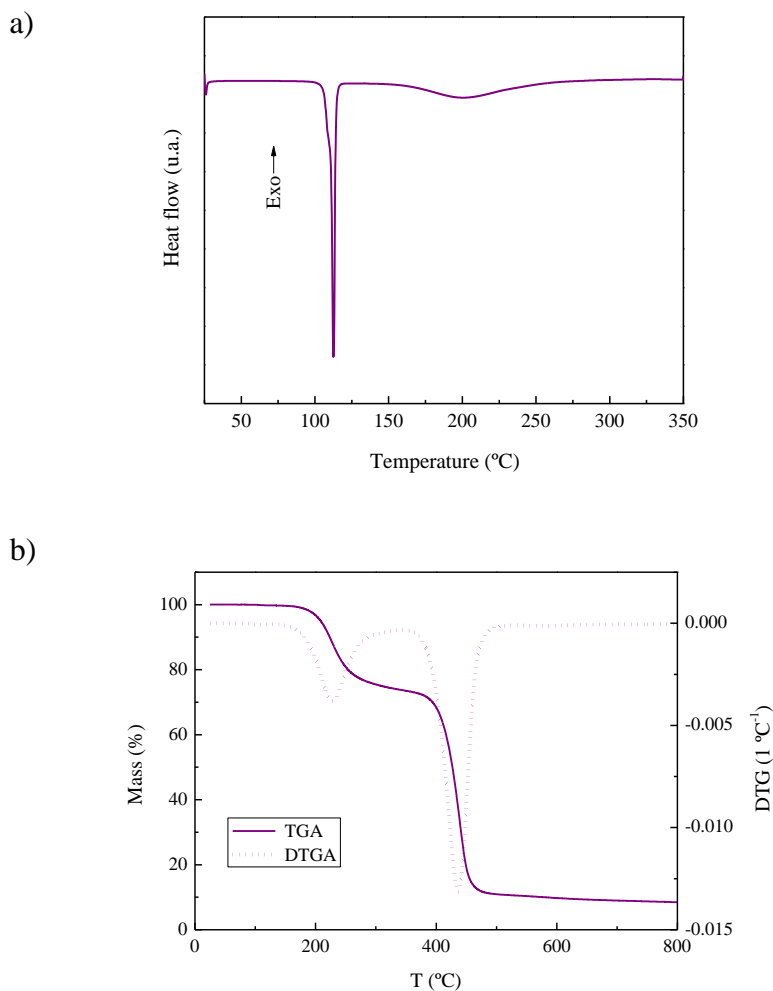 a)
Heat flow (u.a.)
Exo
50 100 150 200 250 300 350
Temperature (ºC)
b)
100
80
60
40
20
0
Mass (%)
TGA
DTGA
0.000
-0.005
-0.010
-0.015
DTG (1 ºC⁻¹)
0 200 400 600 800
T (ºC)